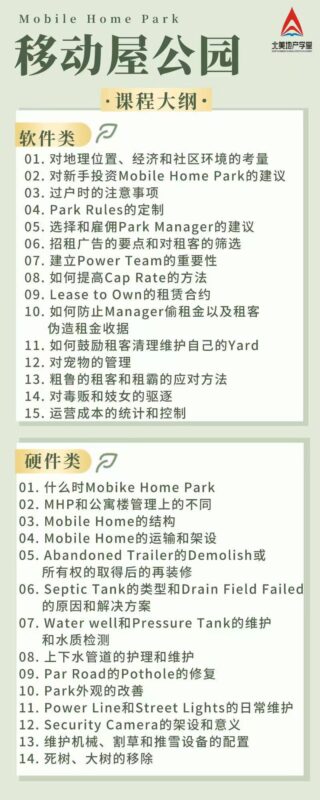 Mobile Home Park
北美地产学堂
移动屋公园
·课程大纲·
软件类
01. 对地理位置、经济和社区环境的考量
02. 对新手投资Mobile Home Park的建议
03. 过户时的注意事项
04. Park Rules的定制
05. 选择和雇佣Park Manager的建议
06. 招租广告的要点和对租客的筛选
07. 建立Power Team的重要性
08. 如何提高Cap Rate的方法
09. Lease to Own的租赁合约
10. 如何防止Manager偷租金以及租客
伪造租金收据
11. 如何鼓励租客清理维护自己的Yard
12. 对宠物的管理
13. 粗鲁的租客和租霸的应对方法
14. 对毒贩和妓女的驱逐
15. 运营成本的统计和控制
硬件类
01. 什么时Mobike Home Park
02. MHP和公寓楼管理上的不同
03. Mobile Home的结构
04. Mobile Home的运输和架设
05. Abandoned Trailer的Demolish或
所有权的取得后的再装修
06. Septic Tank的类型和Drain Field Failed
的原因和解决方案
07. Water well和Pressure Tank的维护
和水质检测
08. 上下水管道的护理和维护
09. Par Road的Pothole的修复
10. Park外观的改善
11. Power Line和Street Lights的日常维护
12. Security Camera的架设和意义
13. 维护机械、割草和推雪设备的配置
14. 死树、大树的移除